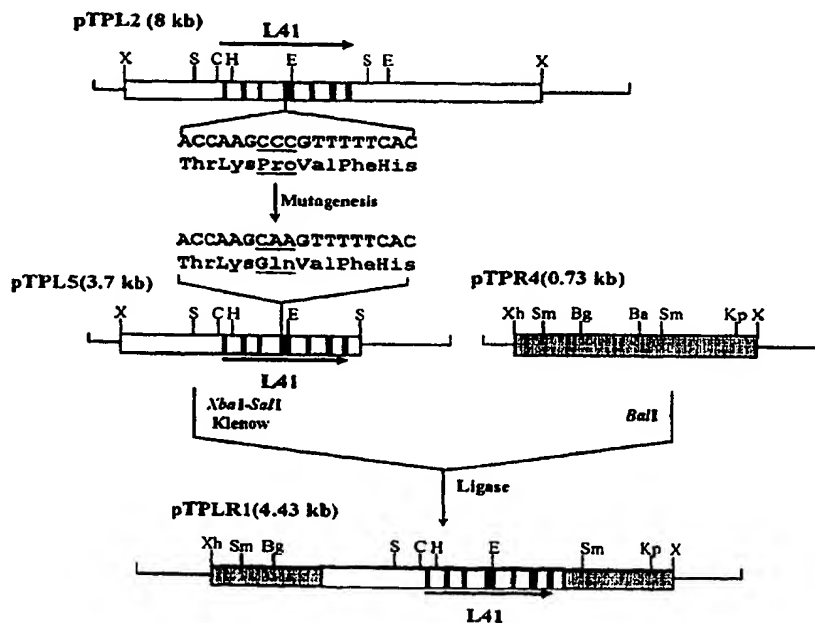 pTPL2 (8 kb)
L41
X S C H E S E X
ACCAAGCCCGTTTTTCAC
ThrLysProValPheHis
Mutagenesis
ACCAAGCAAGTTTTTCAC
ThrLysGlnValPheHis
pTPL5(3.7 kb)
pTPR4(0.73 kb)
X S C H E S
Xh Sm Bg Ba Sm Kp X
L41
XbaI-SalI
Klenow
BalI
Ligase
pTPLR1(4.43 kb)
Xh Sm Bg S C H E Sm Kp X
L41